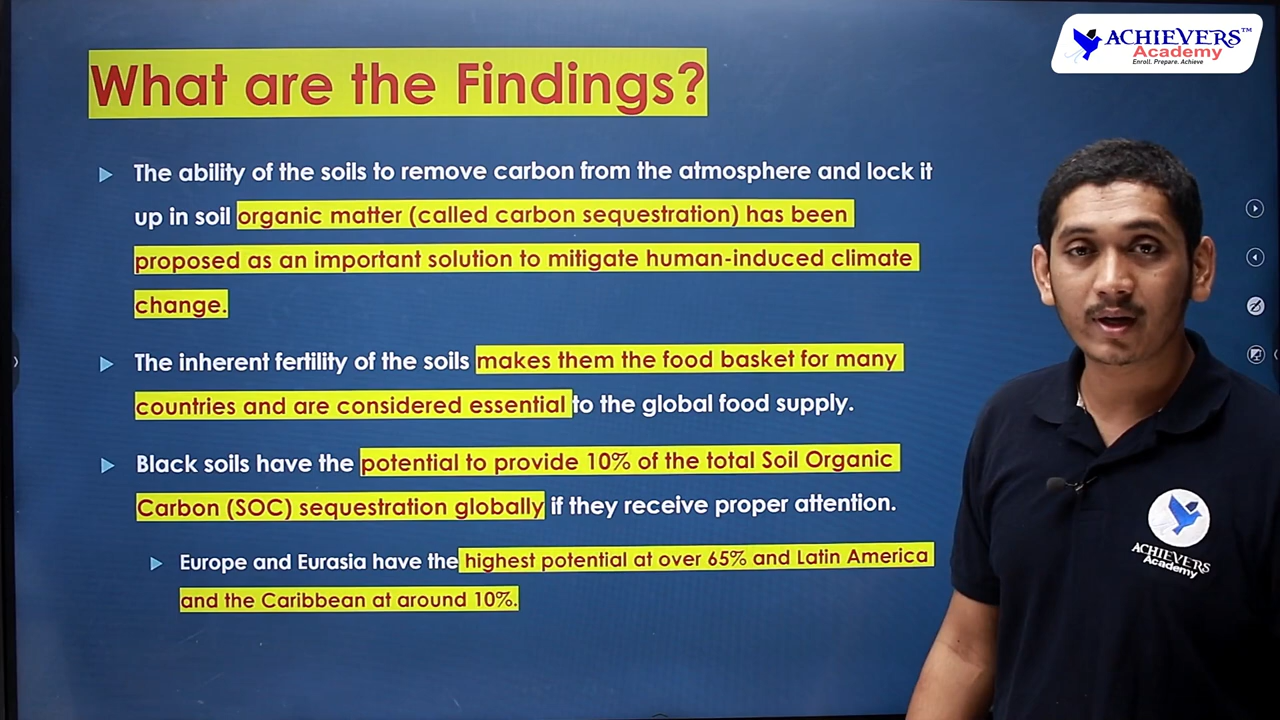 ACHIEVERS™
Academy
Enroll. Prepare. Achieve
What are the Findings?
The ability of the soils to remove carbon from the atmosphere and lock it
up in soil organic matter (called carbon sequestration) has been
proposed as an important solution to mitigate human-induced climate
change.
The inherent fertility of the soils makes them the food basket for many
countries and are considered essential to the global food supply.
Black soils have the potential to provide 10% of the total Soil Organic
Carbon (SOC) sequestration globally if they receive proper attention.
Europe and Eurasia have the highest potential at over 65% and Latin America
and the Caribbean at around 10%.
ACHIEVERS
Academy